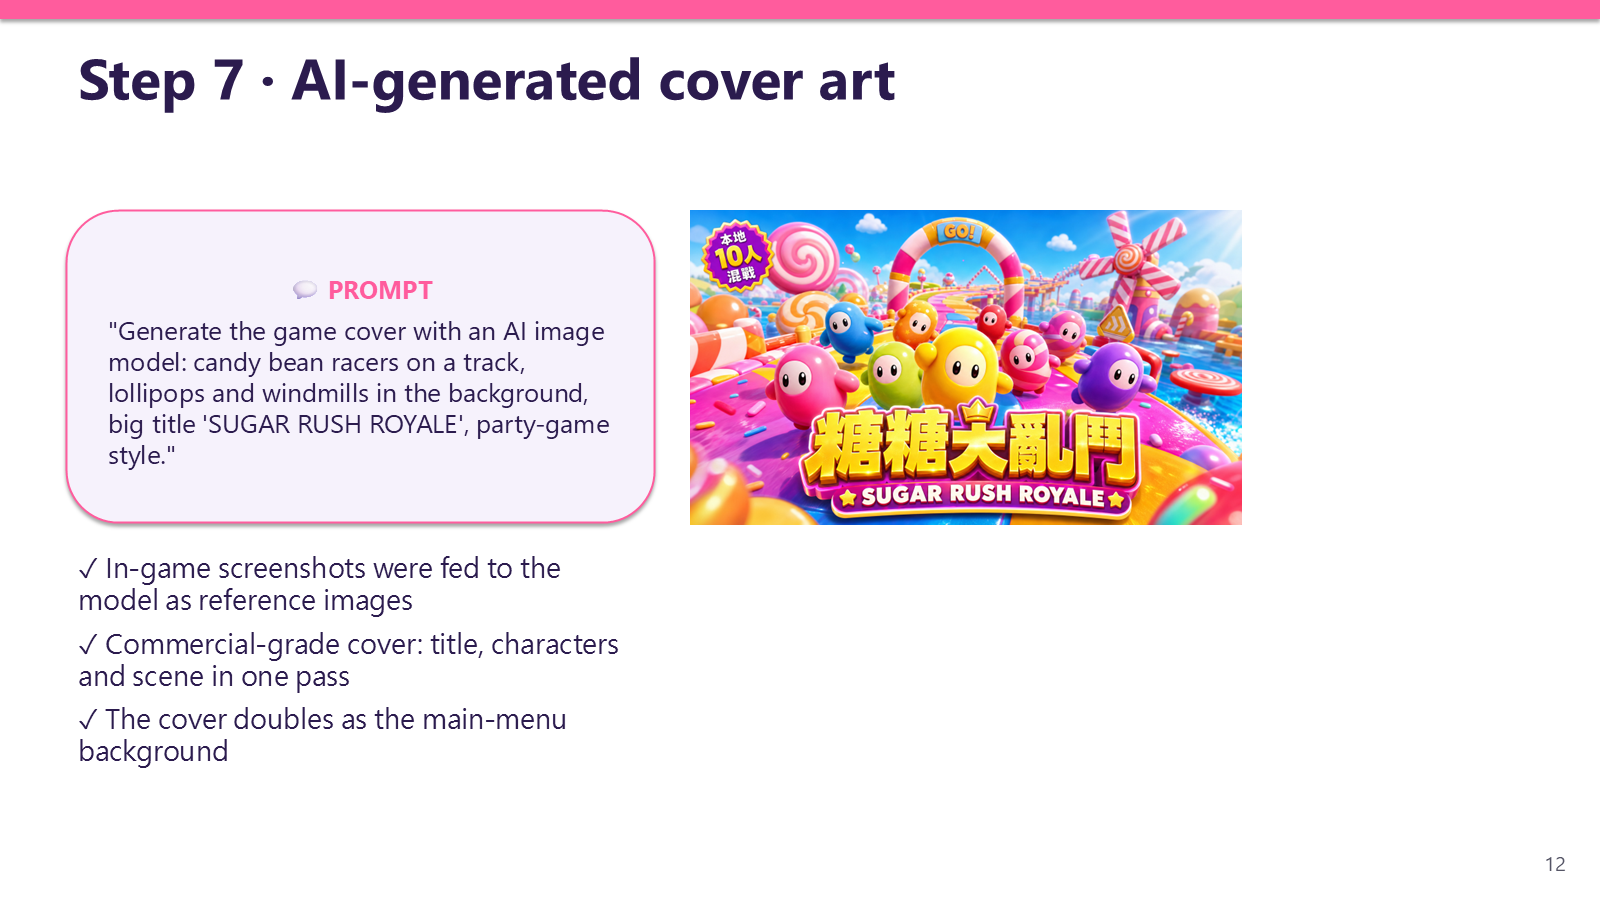 Step 7 · AI-generated cover art
💬 PROMPT
"Generate the game cover with an AI image
model: candy bean racers on a track,
lollipops and windmills in the background,
big title 'SUGAR RUSH ROYALE', party-game
style."
✓ In-game screenshots were fed to the
model as reference images
✓ Commercial-grade cover: title, characters
and scene in one pass
✓ The cover doubles as the main-menu
background
本地
10人
混戰
GO!
糖糖大亂鬥
SUGAR RUSH ROYALE
12